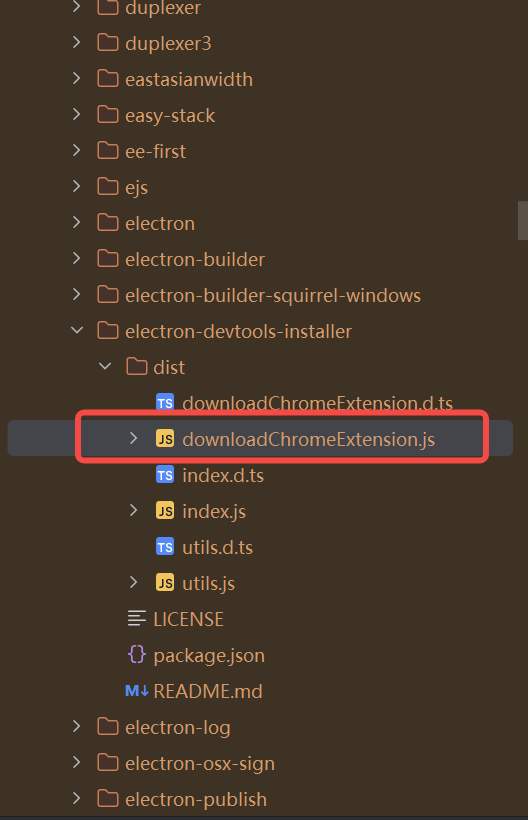 duplexer
duplexer3
eastasianwidth
easy-stack
ee-first
ejs
electron
electron-builder
electron-builder-squirrel-windows
electron-devtools-installer
dist
TS downloadChromeExtension.d.ts
JS downloadChromeExtension.js
TS index.d.ts
JS index.js
TS utils.d.ts
JS utils.js
LICENSE
{} package.json
M↓ README.md
electron-log
electron-osx-sign
electron-publish